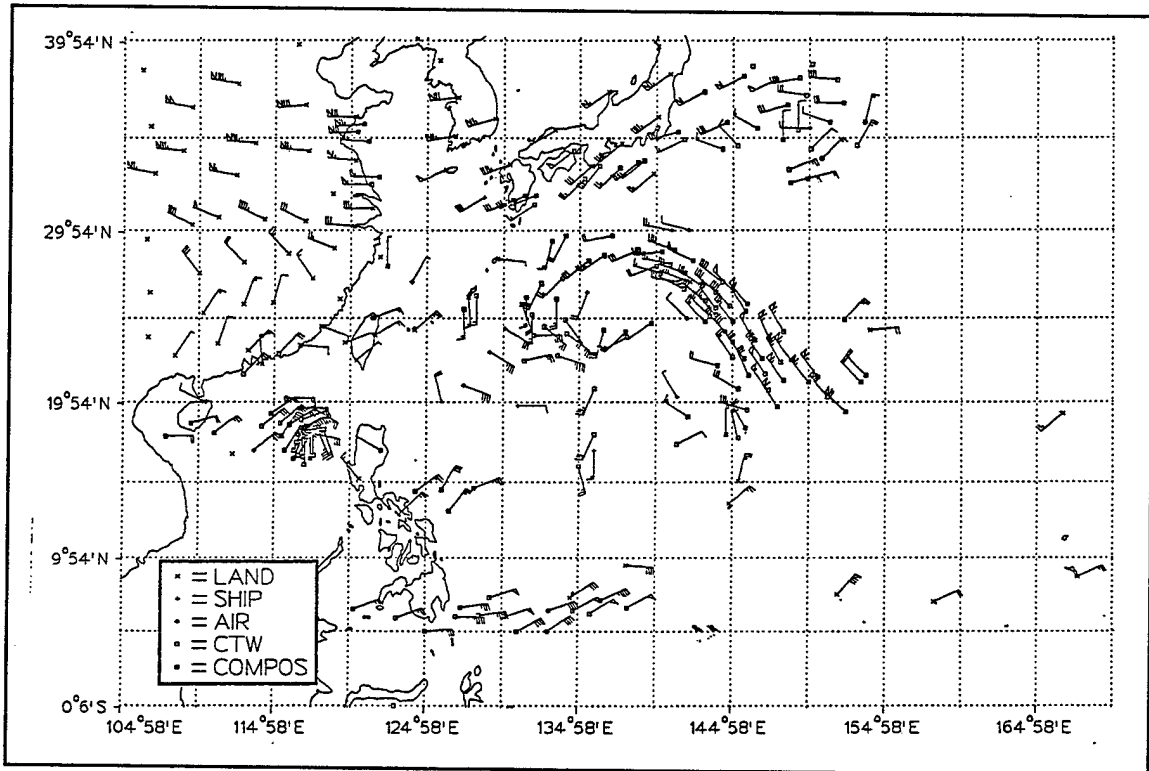 39°54'N
29°54'N
19°54'N
9°54'N
0°6'S
× = LAND
= SHIP
= AIR
= CTW
= COMPOS
104°58'E
114°58'E
124°58'E
134°58'E
144°58'E
154°58'E
164°58'E